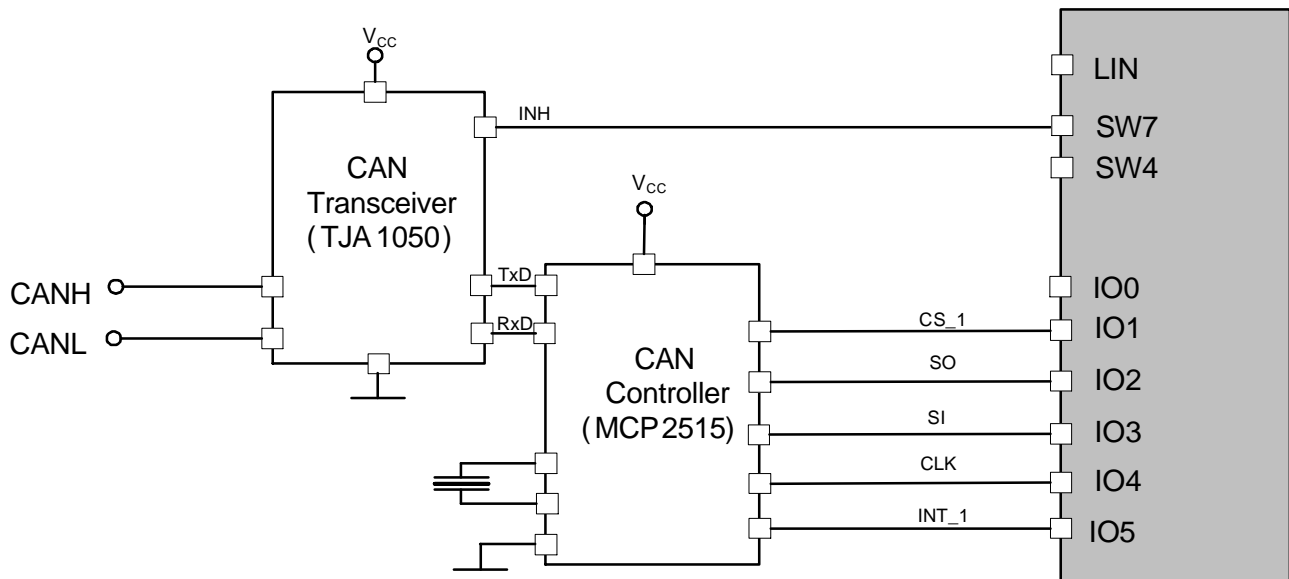 VCC
LIN
INH
SW7
SW4
CAN
Transceiver
(TJA1050)
VCC
CANH
TxD
IO0
CANL
RxD
CS_1
IO1
CAN
Controller
(MCP2515)
SO
IO2
SI
IO3
CLK
IO4
INT_1
IO5